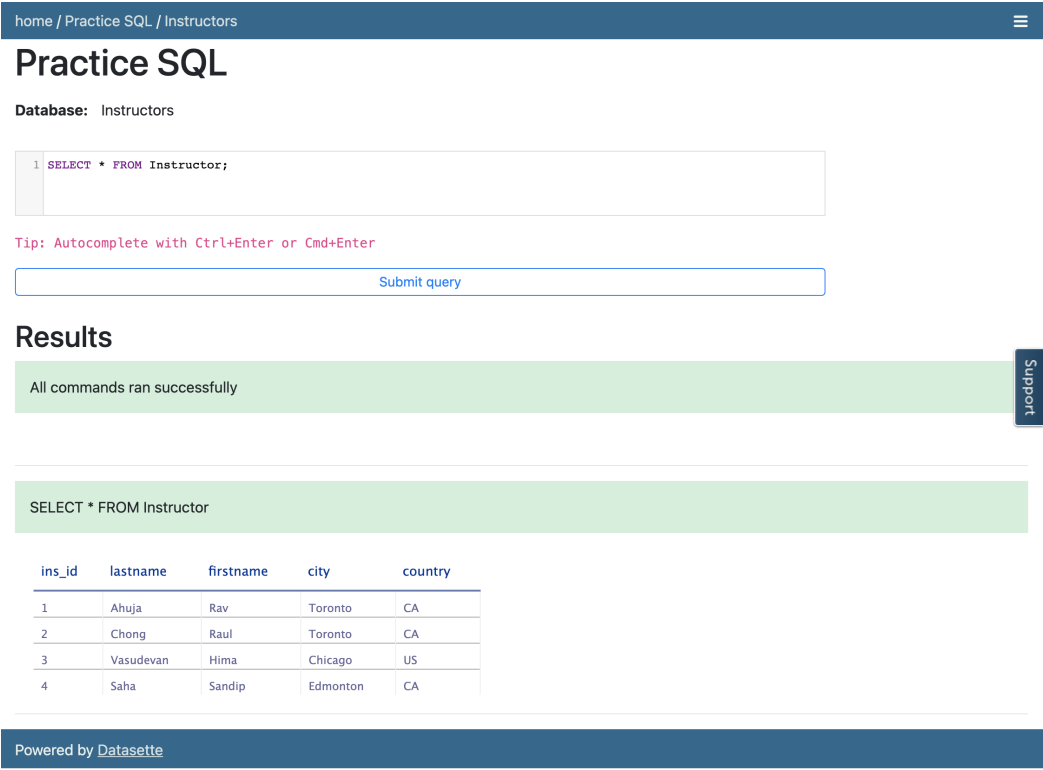 home / Practice SQL / Instructors
Practice SQL
Database: Instructors
1 SELECT * FROM Instructor;
Tip: Autocomplete with Ctrl+Enter or Cmd+Enter
Submit query
Results
All commands ran successfully
Support
SELECT * FROM Instructor
ins_id lastname firstname city country
1 Ahuja Rav Toronto CA
2 Chong Raul Toronto CA
3 Vasudevan Hima Chicago US
4 Saha Sandip Edmonton CA
Powered by Datasette